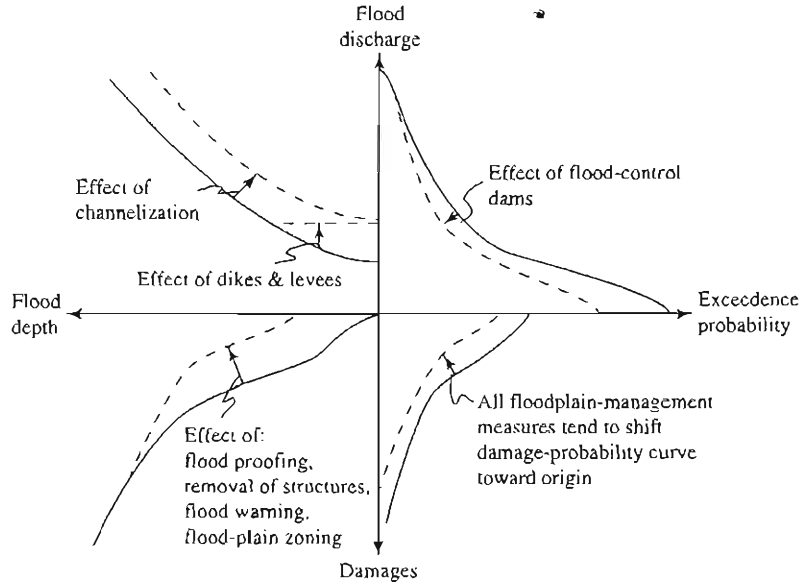 Flood
discharge
Effect of flood-control
dams
Effect of
channelization
Effect of dikes & levees
Flood
depth
Exceedence
probability
All floodplain-management
measures tend to shift
damage-probability curve
toward origin
Effect of:
flood proofing,
removal of structures,
flood warning,
flood-plain zoning
Damages